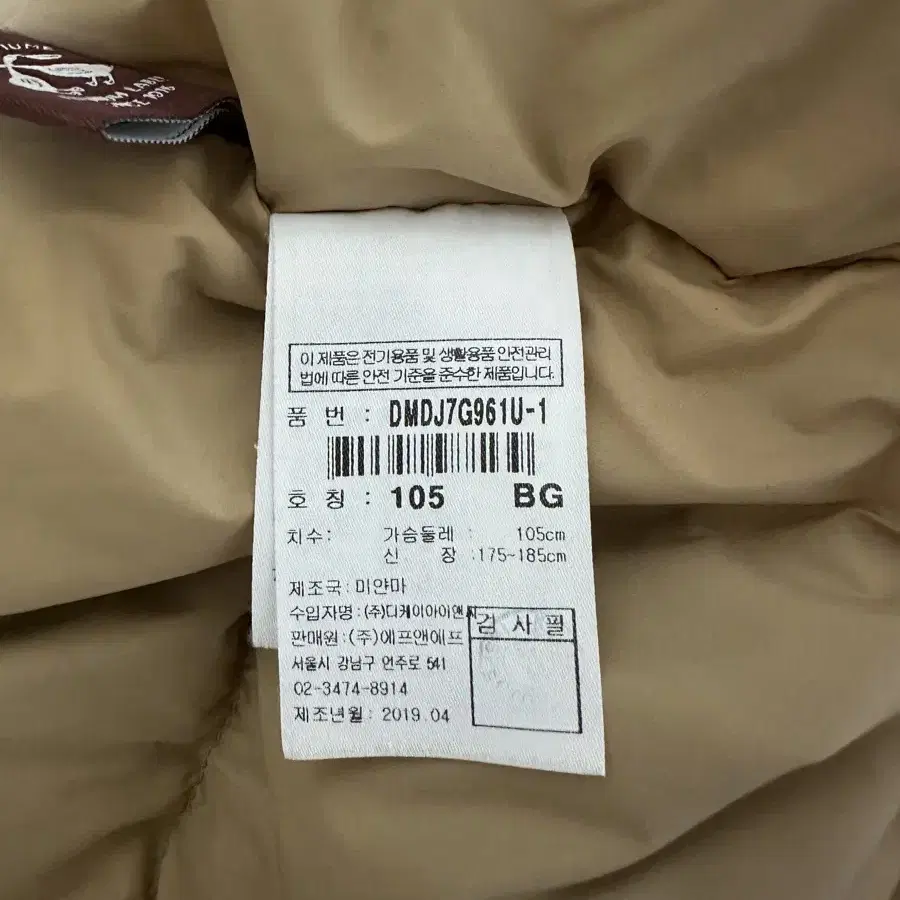 이 제품은 전기용품 및 생활용품 안전관리
법에 따른 안전 기준을 준수한 제품입니다.
품 번 : DMDJ7G961U-1
호 칭 : 105 BG
치수: 가슴둘레 : 105cm
신 장 :175~185cm
제조국: 미얀마
수입자명: (주)디케이아이앤씨
판매원:(주)에프앤에프
검 사 필
서울시 강남구 언주로 541
02-3474-8914
제조년월: 2019.04